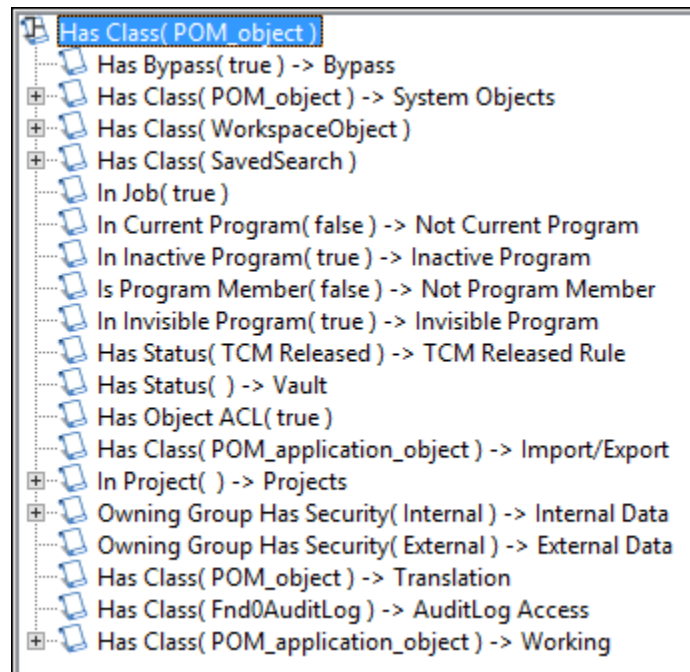 Has Class( POM_object )
Has Bypass( true ) -> Bypass
Has Class( POM_object ) -> System Objects
Has Class( WorkspaceObject )
Has Class( SavedSearch )
In Job( true )
In Current Program( false ) -> Not Current Program
In Inactive Program( true ) -> Inactive Program
Is Program Member( false ) -> Not Program Member
In Invisible Program( true ) -> Invisible Program
Has Status( TCM Released ) -> TCM Released Rule
Has Status( ) -> Vault
Has Object ACL( true )
Has Class( POM_application_object ) -> Import/Export
In Project( ) -> Projects
Owning Group Has Security( Internal ) -> Internal Data
Owning Group Has Security( External ) -> External Data
Has Class( POM_object ) -> Translation
Has Class( Fnd0AuditLog ) -> AuditLog Access
Has Class( POM_application_object ) -> Working